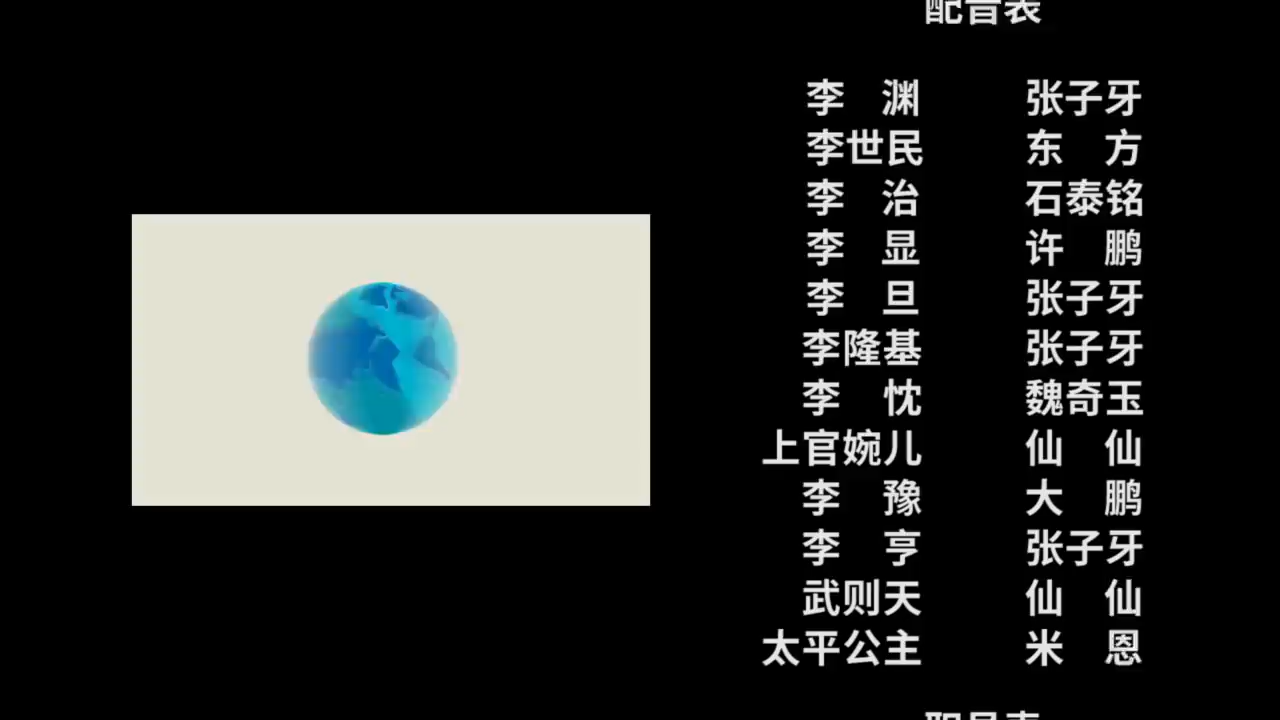 配音表
李 渊 张子牙
李世民 东 方
李 治 石泰铭
李 显 许 鹏
李 旦 张子牙
李隆基 张子牙
李 忱 魏奇玉
上官婉儿 仙 仙
李 豫 大 鹏
李 亨 张子牙
武则天 仙 仙
太平公主 米 恩
职员表